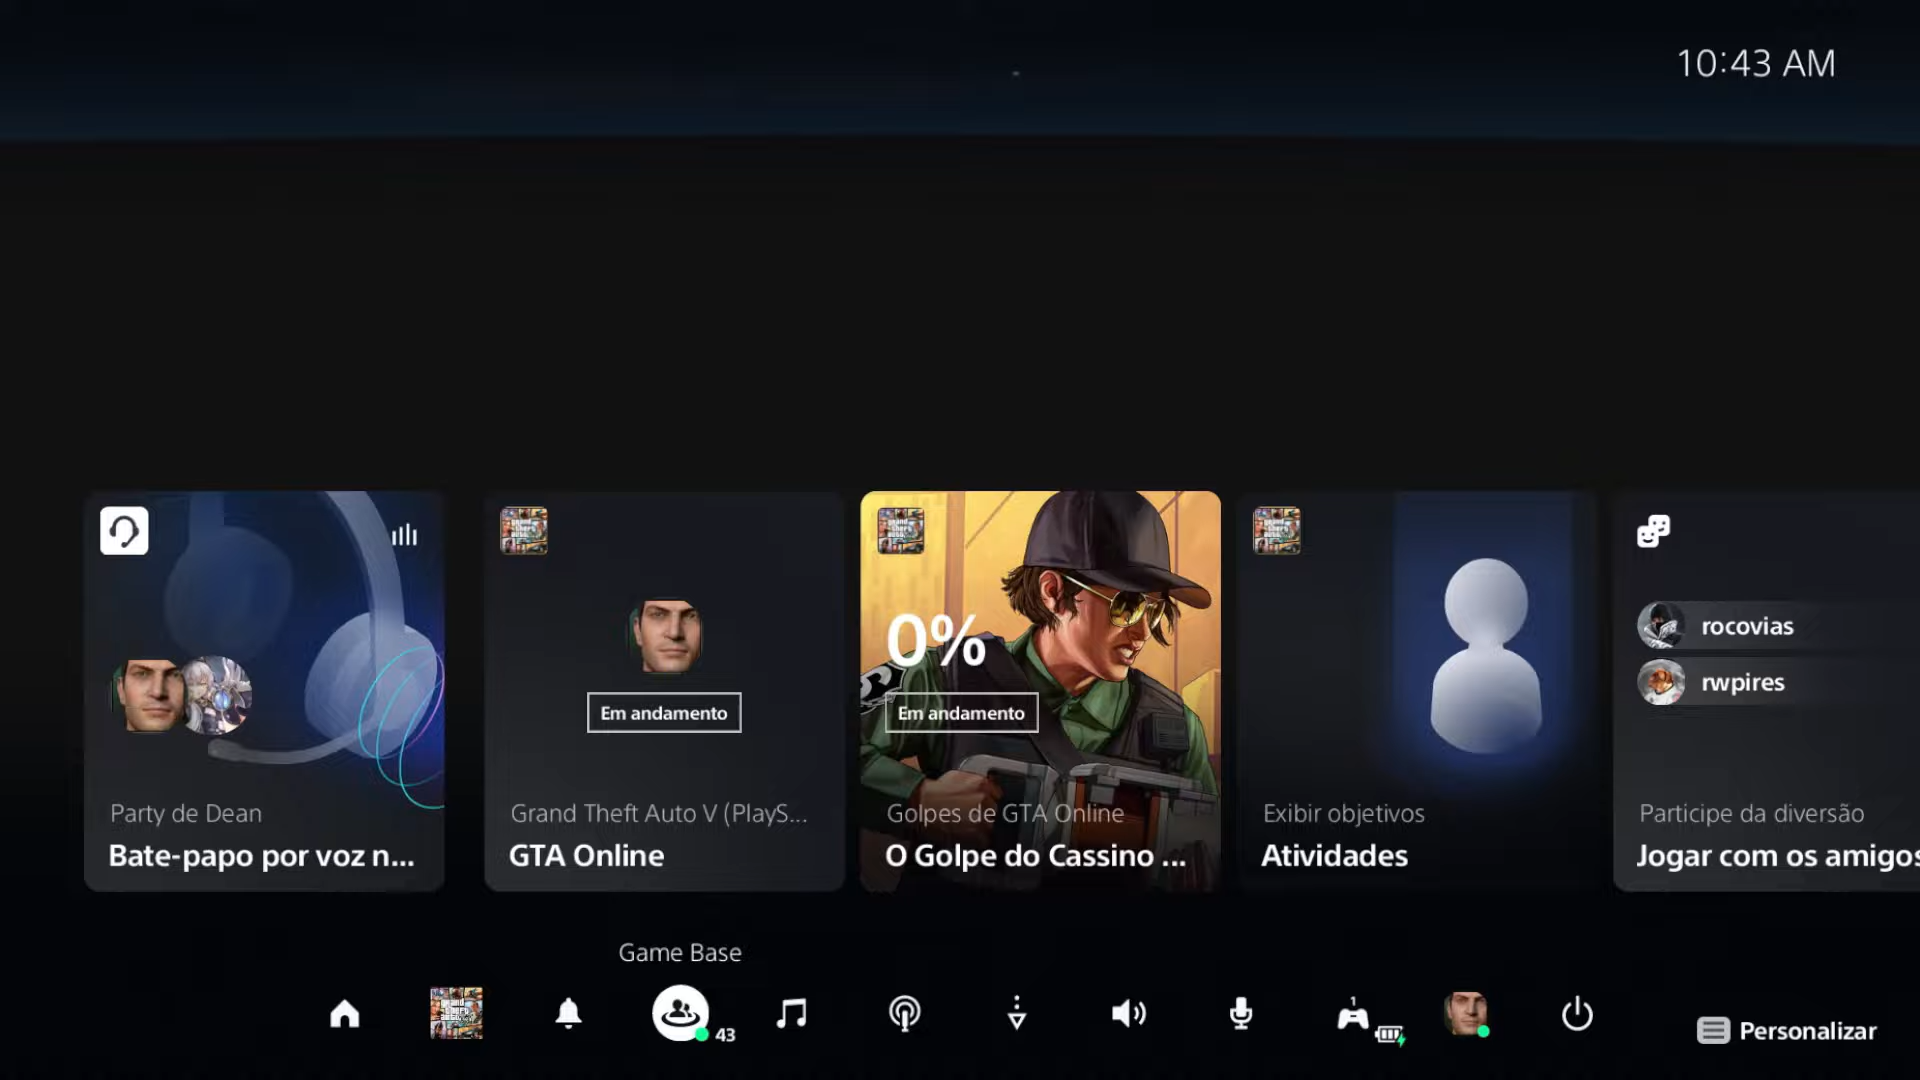 10:43 AM
Party de Dean
Bate-papo por voz n...
Em andamento
Grand Theft Auto V (PlayS...
GTA Online
0%
Em andamento
Golpes de GTA Online
O Golpe do Cassino ...
Exibir objetivos
Atividades
rocovias
rwpires
Participe da diversão
Jogar com os amigos
Game Base
43
1
Personalizar